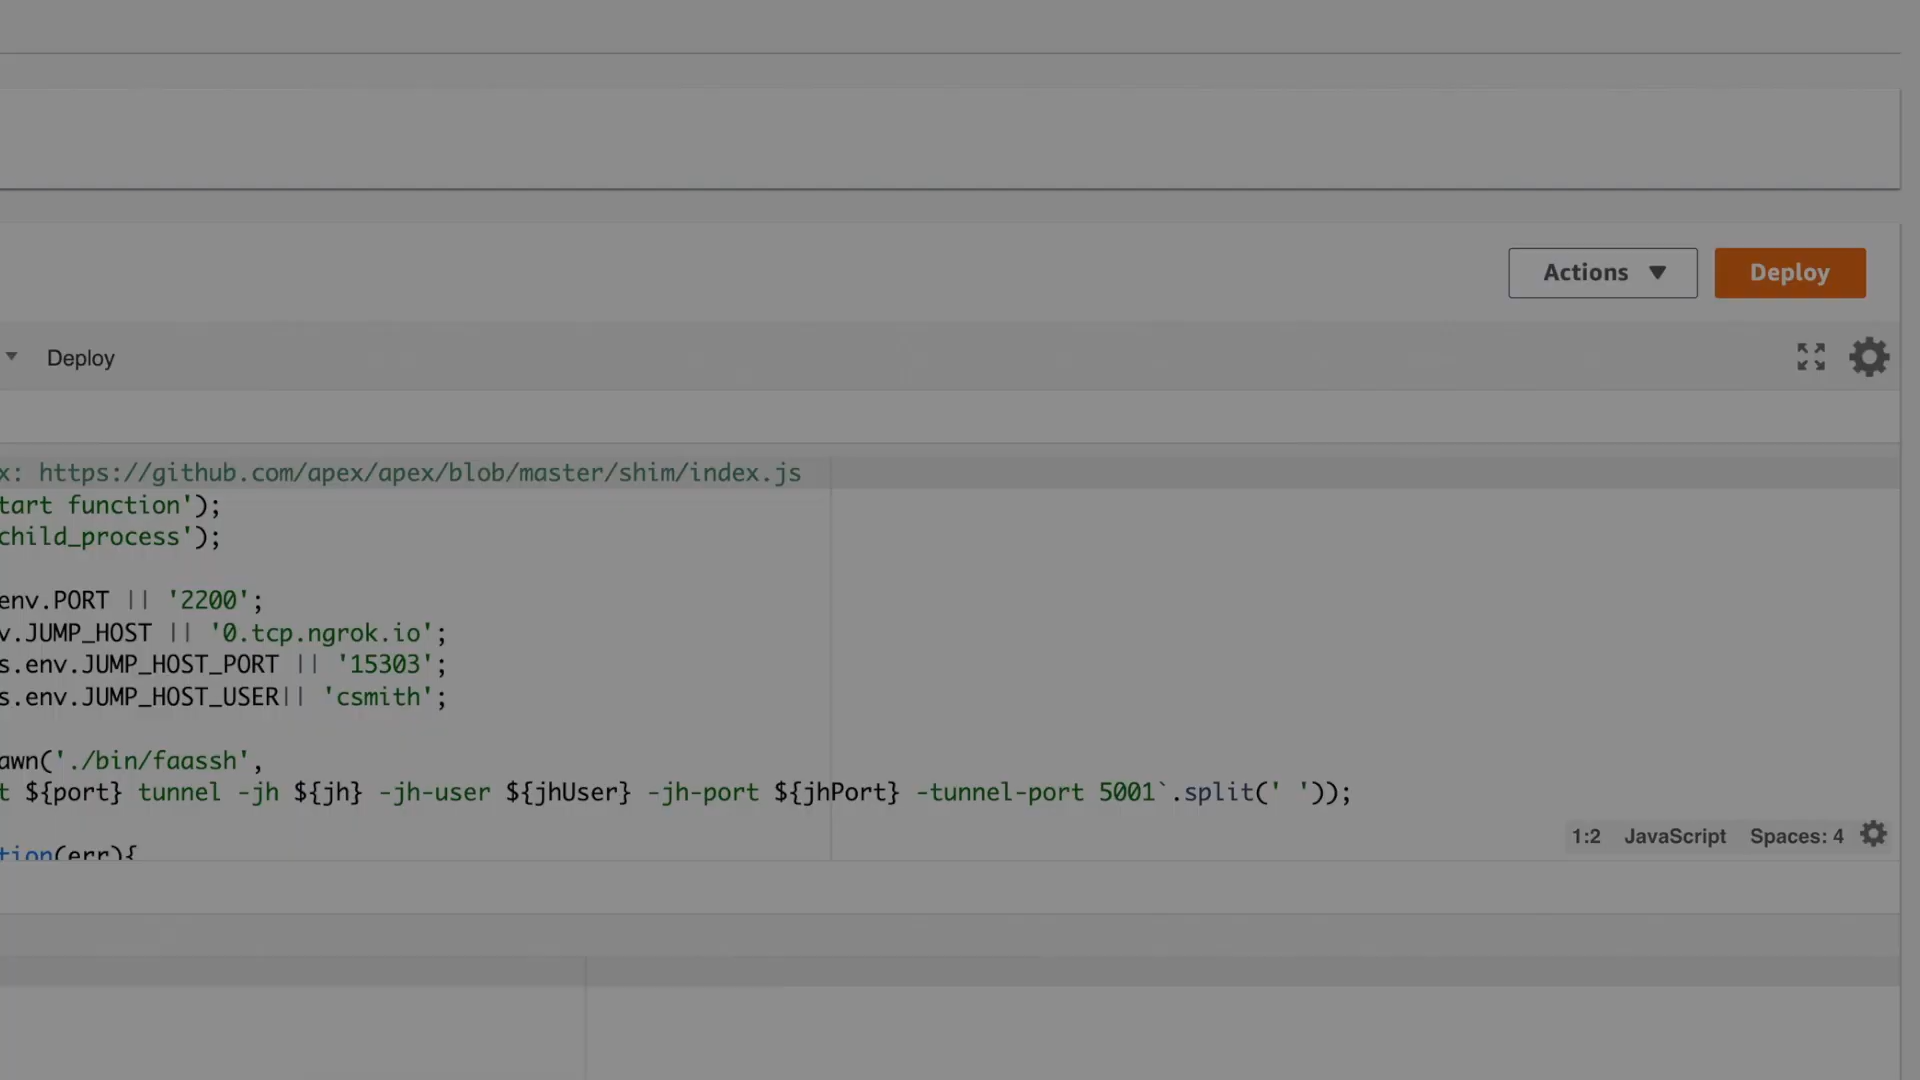 Actions ▼ Deploy
Deploy
x: https://github.com/apex/apex/blob/master/shim/index.js
tart function');
child_process');
env.PORT || '2200';
v.JUMP_HOST || '0.tcp.ngrok.io';
s.env.JUMP_HOST_PORT || '15303';
s.env.JUMP_HOST_USER|| 'csmith';
awn('./bin/faassh',
t ${port} tunnel -jh ${jh} -jh-user ${jhUser} -jh-port ${jhPort} -tunnel-port 5001`.split(' '));
tion(err){
1:2 JavaScript Spaces: 4